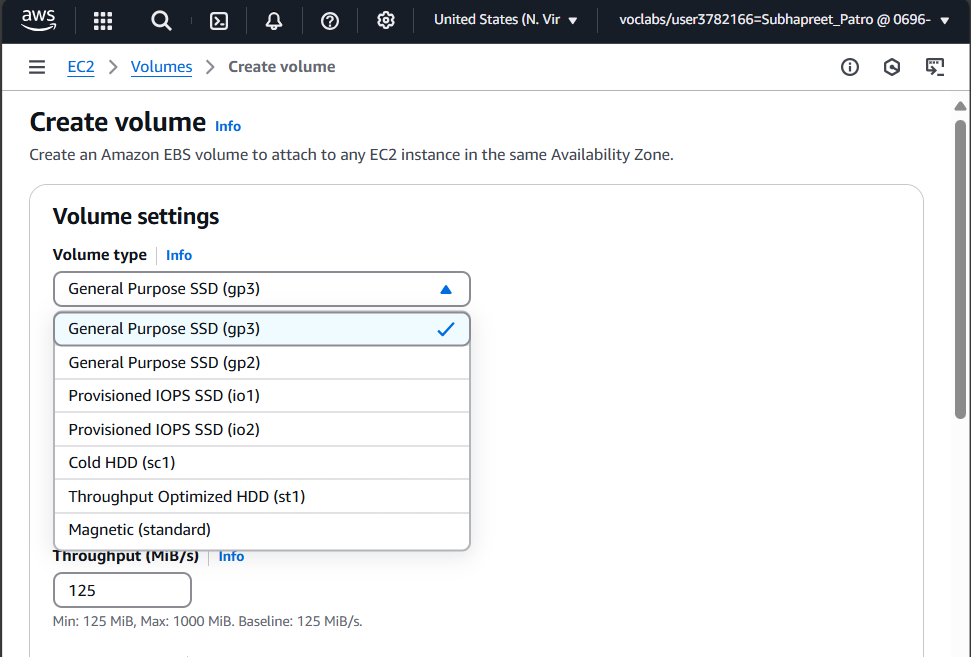 aws
United States (N. Vir
voclabs/user3782166=Subhapreet_Patro @ 0696-
EC2 Volumes Create volume
Create volume Info
Create an Amazon EBS volume to attach to any EC2 instance in the same Availability Zone.
Volume settings
Volume type Info
General Purpose SSD (gp3)
General Purpose SSD (gp3)
General Purpose SSD (gp2)
Provisioned IOPS SSD (io1)
Provisioned IOPS SSD (io2)
Cold HDD (sc1)
Throughput Optimized HDD (st1)
Magnetic (standard)
Throughput (MiB/s) Info
125
Min: 125 MiB, Max: 1000 MiB. Baseline: 125 MiB/s.